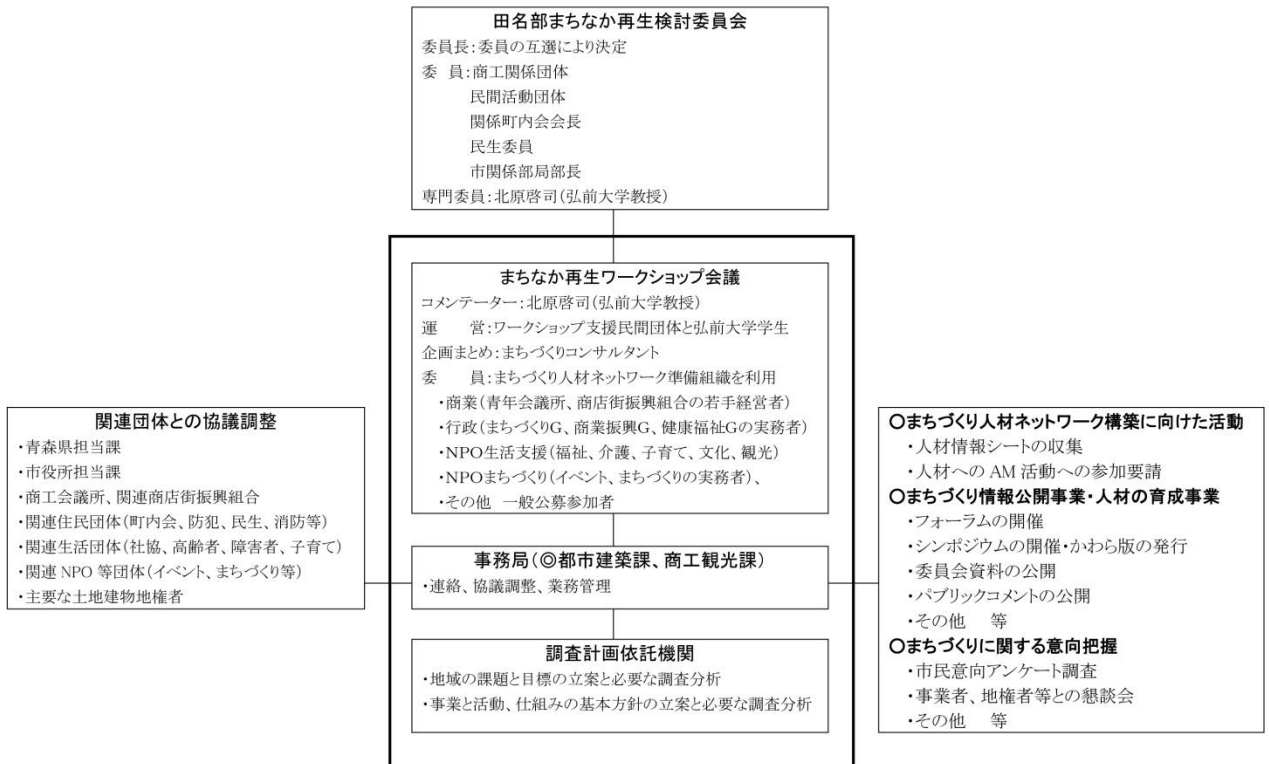 田名部まちなか再生検討委員会
委員長：委員の互選により決定
委　員：商工関係団体
民間活動団体
関係町内会会長
民生委員
市関係部局部長
専門委員：北原啓司（弘前大学教授）
まちなか再生ワークショップ会議
コメンテーター：北原啓司（弘前大学教授）
運　　営：ワークショップ支援民間団体と弘前大学学生
企画まとめ：まちづくりコンサルタント
委　　員：まちづくり人材ネットワーク準備組織を利用
・商業（青年会議所、商店街振興組合の若手経営者）
・行政（まちづくりG、商業振興G、健康福祉Gの実務者）
・NPO生活支援（福祉、介護、子育て、文化、観光）
・NPOまちづくり（イベント、まちづくりの実務者）、
・その他　一般公募参加者
関連団体との協議調整
・青森県担当課
・市役所担当課
・商工会議所、関連商店街振興組合
・関連住民団体（町内会、防犯、民生、消防等）
・関連生活団体（社協、高齢者、障害者、子育て）
・関連 NPO 等団体（イベント、まちづくり等）
・主要な土地建物地権者
事務局（◎都市建築課、商工観光課）
・連絡、協議調整、業務管理
調査計画依託機関
・地域の課題と目標の立案と必要な調査分析
・事業と活動、仕組みの基本方針の立案と必要な調査分析
○まちづくり人材ネットワーク構築に向けた活動
・人材情報シートの収集
・人材への AM 活動への参加要請
○まちづくり情報公開事業・人材の育成事業
・フォーラムの開催
・シンポジウムの開催・かわら版の発行
・委員会資料の公開
・パブリックコメントの公開
・その他　等
○まちづくりに関する意向把握
・市民意向アンケート調査
・事業者、地権者等との懇談会
・その他　等